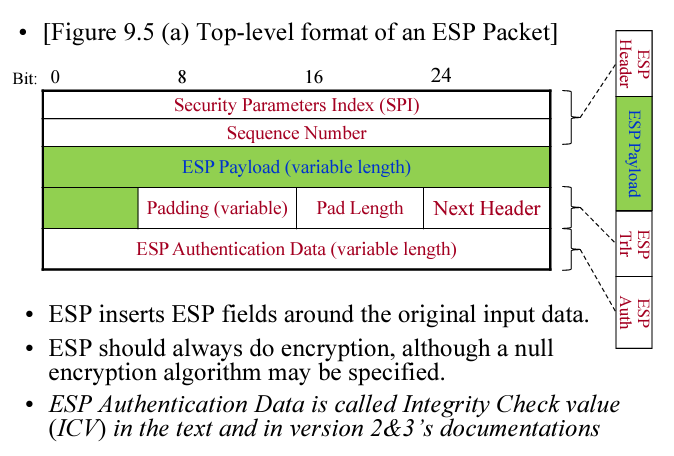 • [Figure 9.5 (a) Top-level format of an ESP Packet]
Bit: 0 8 16 24
Security Parameters Index (SPI)
Sequence Number
ESP Payload (variable length)
Padding (variable) Pad Length Next Header
ESP Authentication Data (variable length)
ESP
Header
ESP Payload
ESP
Trlr
ESP
Auth
• ESP inserts ESP fields around the original input data.
• ESP should always do encryption, although a null
encryption algorithm may be specified.
• ESP Authentication Data is called Integrity Check value
(ICV) in the text and in version 2&3’s documentations